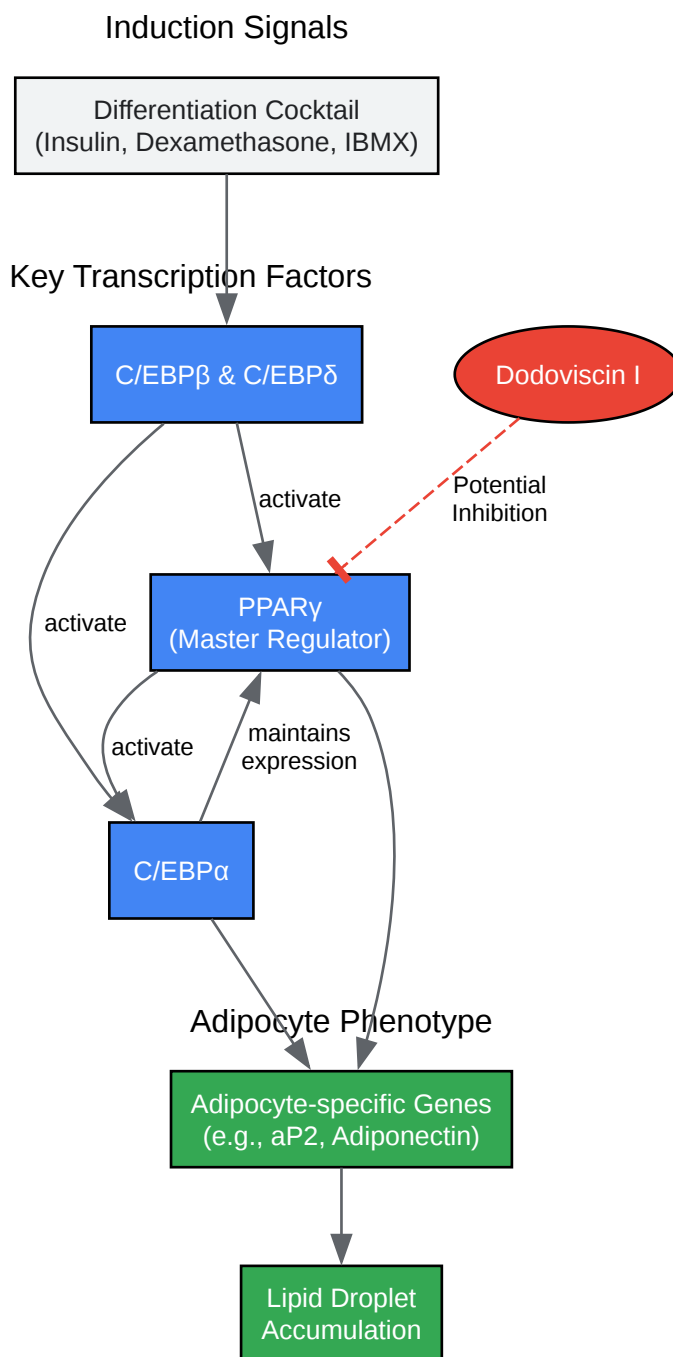 Induction Signals
Differentiation Cocktail
(Insulin, Dexamethasone, IBMX)
Key Transcription Factors
C/EBPβ & C/EBPδ
Dodoviscin I
activate
Potential
Inhibition
PPARγ
(Master Regulator)
activate
activate
maintains
expression
C/EBPα
Adipocyte Phenotype
Adipocyte-specific Genes
(e.g., aP2, Adiponectin)
Lipid Droplet
Accumulation